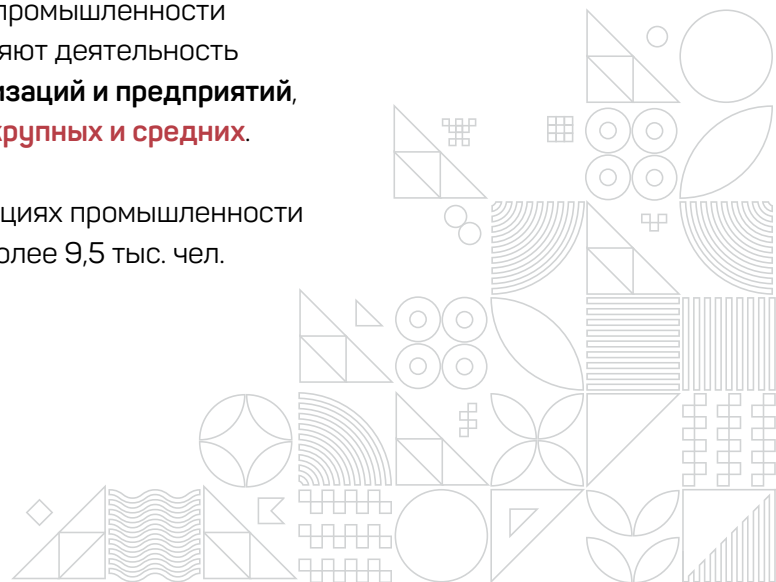 промышленности
яют деятельность
изаций и предприятий,
крупных и средних.
циях промышленности
олее 9,5 тыс. чел.